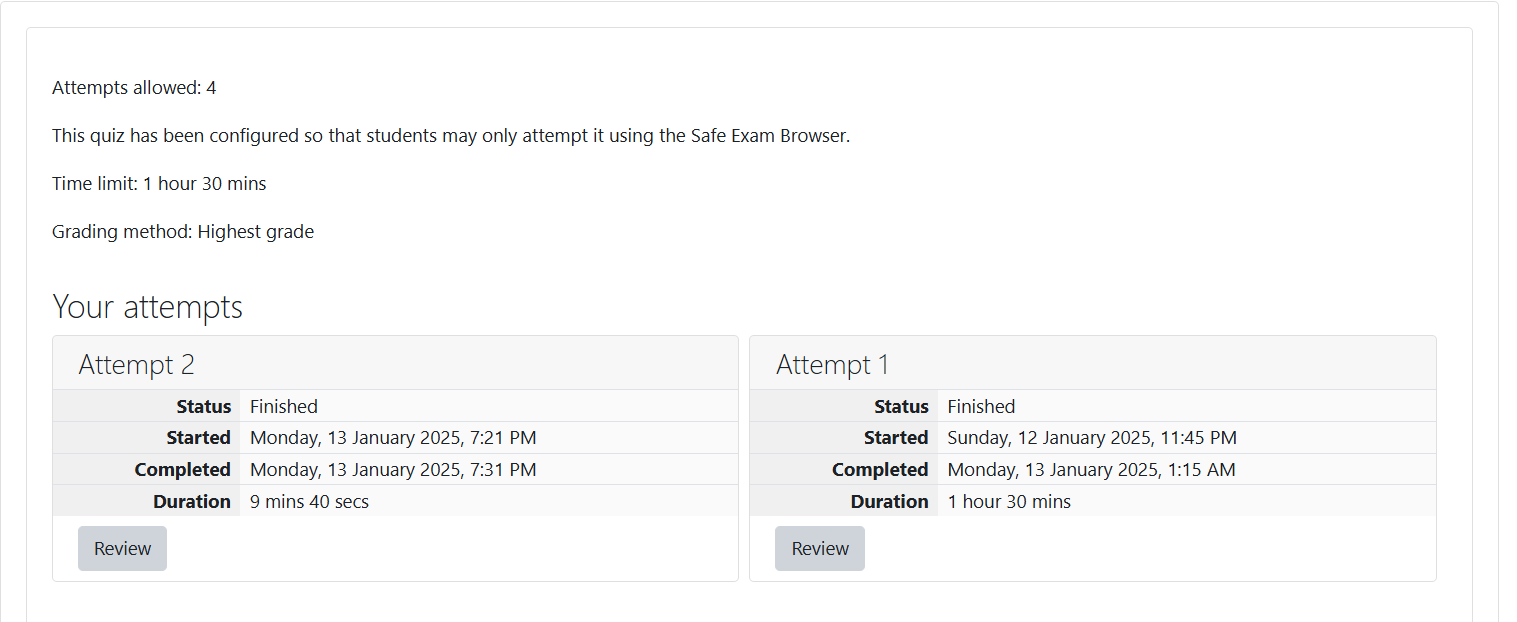 Attempts allowed: 4
This quiz has been configured so that students may only attempt it using the Safe Exam Browser.
Time limit: 1 hour 30 mins
Grading method: Highest grade
Your attempts
Attempt 2
Status Finished
Started Monday, 13 January 2025, 7:21 PM
Completed Monday, 13 January 2025, 7:31 PM
Duration 9 mins 40 secs
Review
Attempt 1
Status Finished
Started Sunday, 12 January 2025, 11:45 PM
Completed Monday, 13 January 2025, 1:15 AM
Duration 1 hour 30 mins
Review